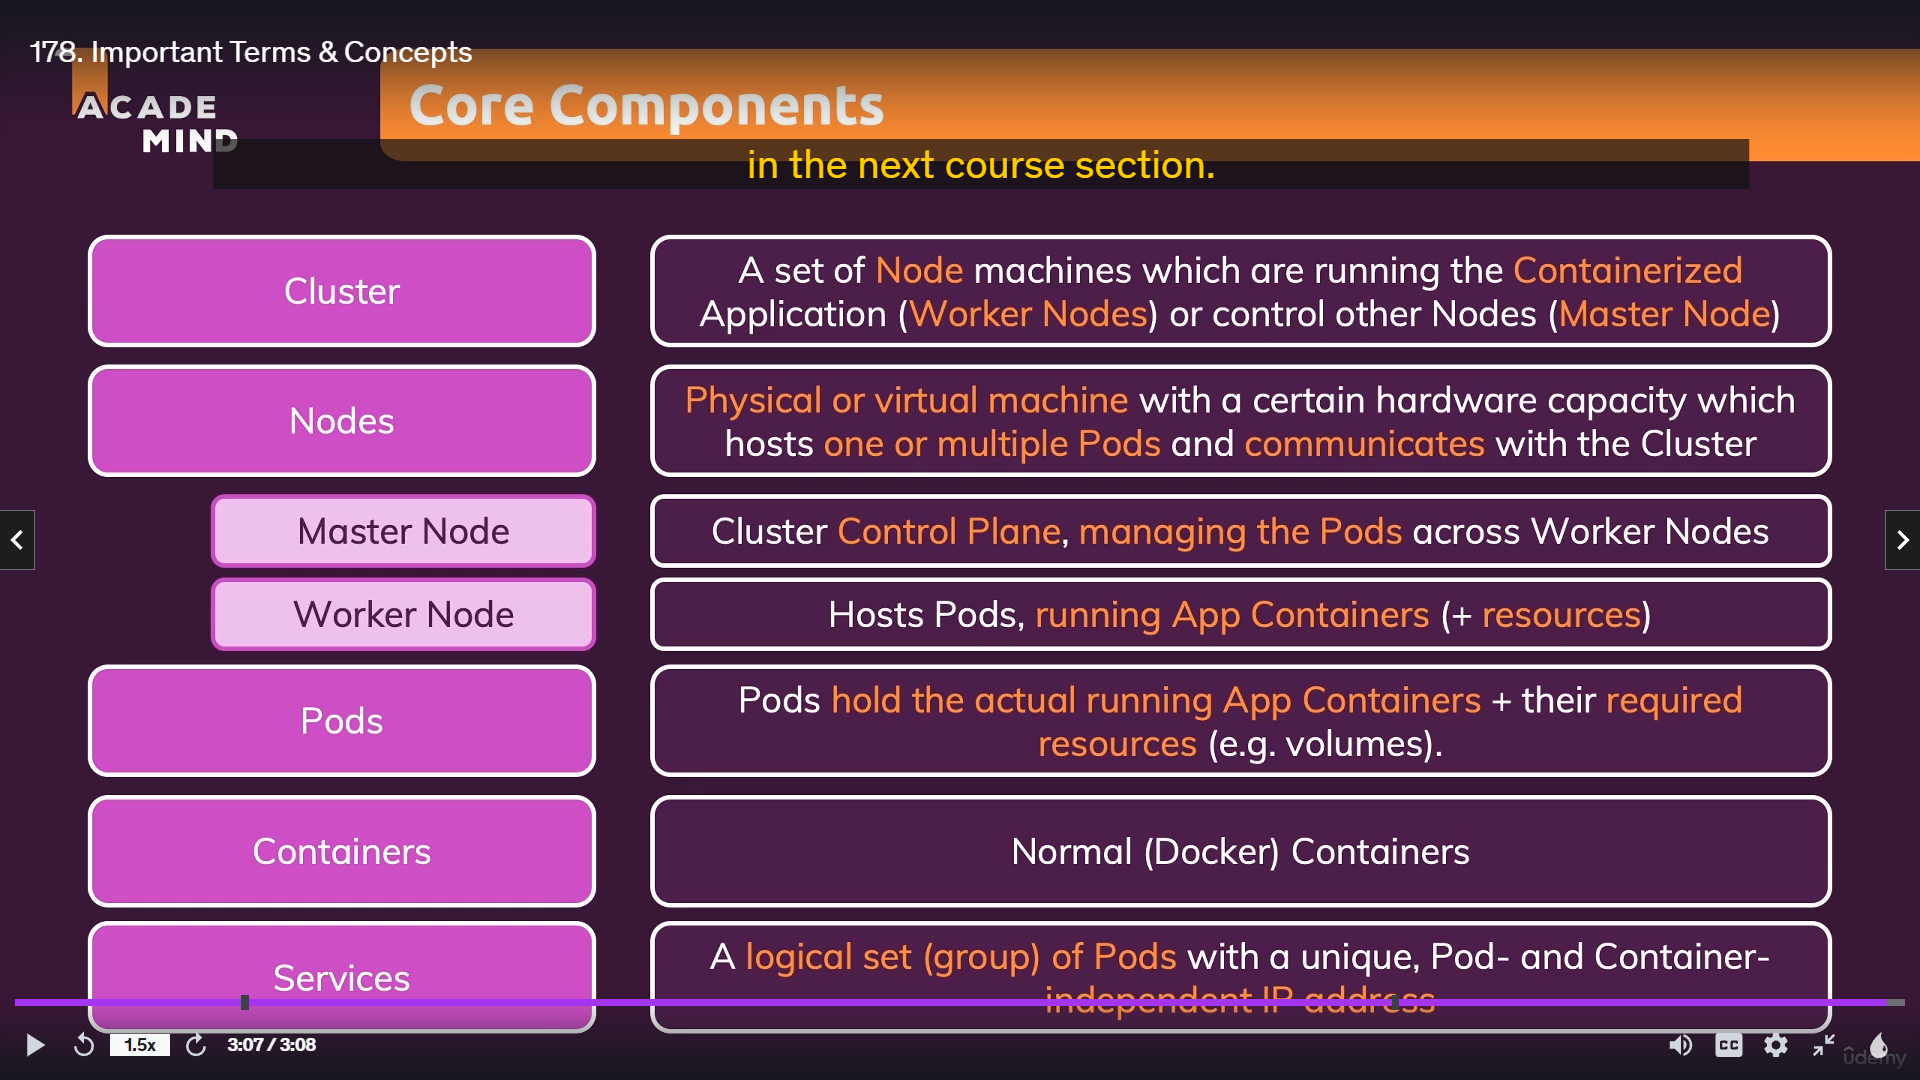 178. Important Terms & Concepts
ACADE
MIND
Core Components
in the next course section.
Cluster
A set of Node machines which are running the Containerized
Application (Worker Nodes) or control other Nodes (Master Node)
Nodes
Physical or virtual machine with a certain hardware capacity which
hosts one or multiple Pods and communicates with the Cluster
Master Node
Cluster Control Plane, managing the Pods across Worker Nodes
Worker Node
Hosts Pods, running App Containers (+ resources)
Pods
Pods hold the actual running App Containers + their required
resources (e.g. volumes).
Containers
Normal (Docker) Containers
Services
A logical set (group) of Pods with a unique, Pod- and Container-
independent IP address
1.5x
3:07 / 3:08
CC
ûdemy